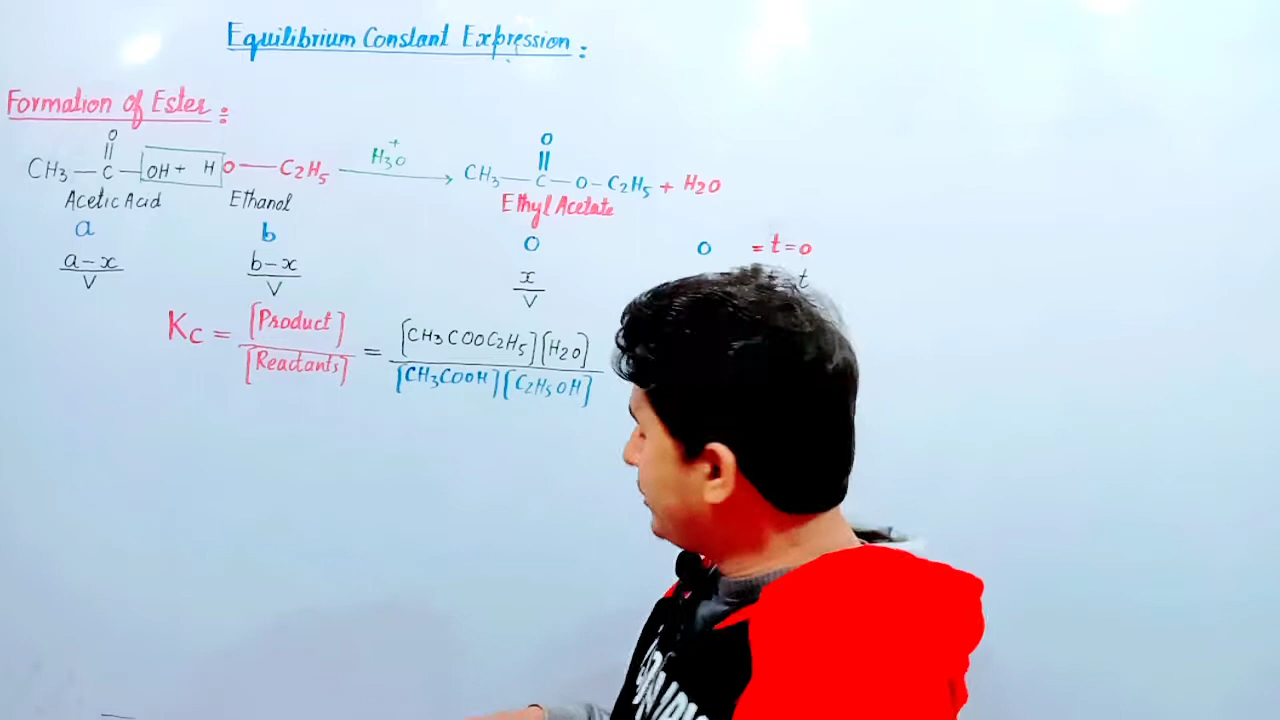 Equilibrium Constant Expression :
Formation of Ester :
O O
|| + ||
CH3 — C — OH + H O — C2H5 H3O → CH3 — C — O – C2H5 + H2O
Acetic Acid Ethanol Ethyl Acetate
a b O O = t = o
a – x b – x x t
V V V
Kc = [Product] = [CH3COOC2H5] [H2O]
[Reactants] [CH3COOH] [C2H5OH]